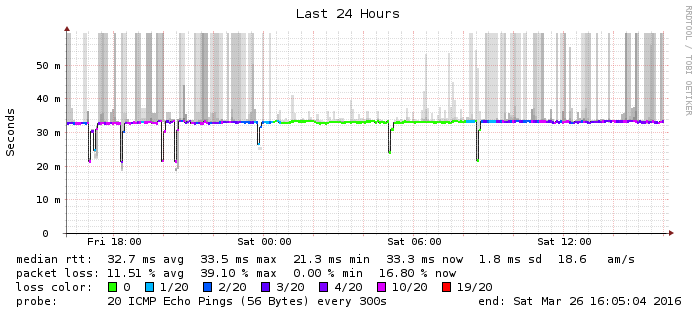 Last 24 Hours
RRDTOOL / TOBI OETIKER
Seconds
50 m
40 m
30 m
20 m
10 m
0
Fri 18:00 Sat 00:00 Sat 06:00 Sat 12:00
median rtt: 32.7 ms avg 33.5 ms max 21.3 ms min 33.3 ms now 1.8 ms sd 18.6 am/s
packet loss: 11.51 % avg 39.10 % max 0.00 % min 16.80 % now
loss color: 0 1/20 2/20 3/20 4/20 10/20 19/20
probe: 20 ICMP Echo Pings (56 Bytes) every 300s end: Sat Mar 26 16:05:04 2016